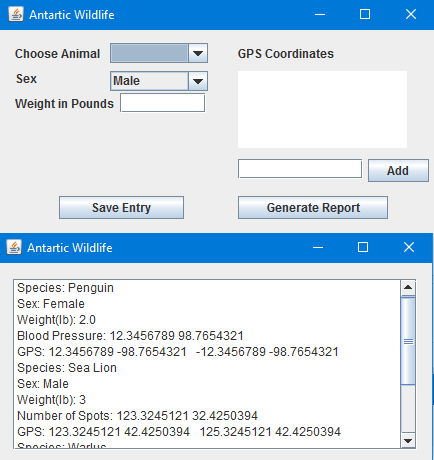 Antartic Wildlife
Choose Animal
GPS Coordinates
Sex
Male
Weight in Pounds
Add
Save Entry
Generate Report
Antartic Wildlife
Species: Penguin
Sex: Female
Weight(lb): 2.0
Blood Pressure: 12.3456789 98.7654321
GPS: 12.3456789 -98.7654321 -12.3456789 -98.7654321
Species: Sea Lion
Sex: Male
Weight(lb): 3
Number of Spots: 123.3245121 32.4250394
GPS: 123.3245121 42.4250394 125.3245121 42.4250394
Species: Warlus